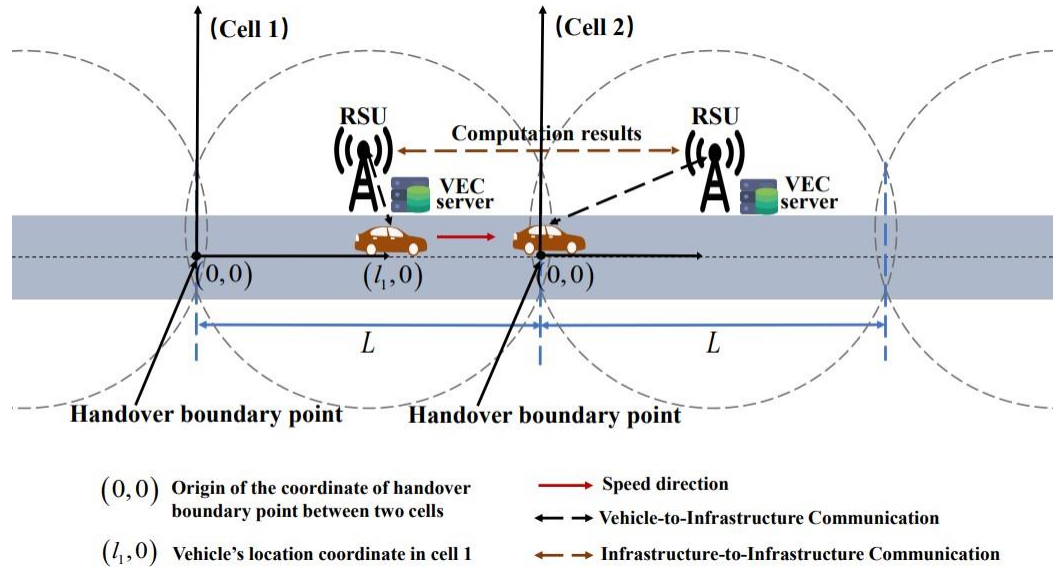 (Cell 1)
(Cell 2)
RSU
RSU
Computation results
VEC
server
VEC
server
(0,0)
(l₁,0)
(0,0)
L
L
Handover boundary point
Handover boundary point
(0,0) Origin of the coordinate of handover
boundary point between two cells
(l₁,0) Vehicle's location coordinate in cell 1
Speed direction
Vehicle-to-Infrastructure Communication
Infrastructure-to-Infrastructure Communication